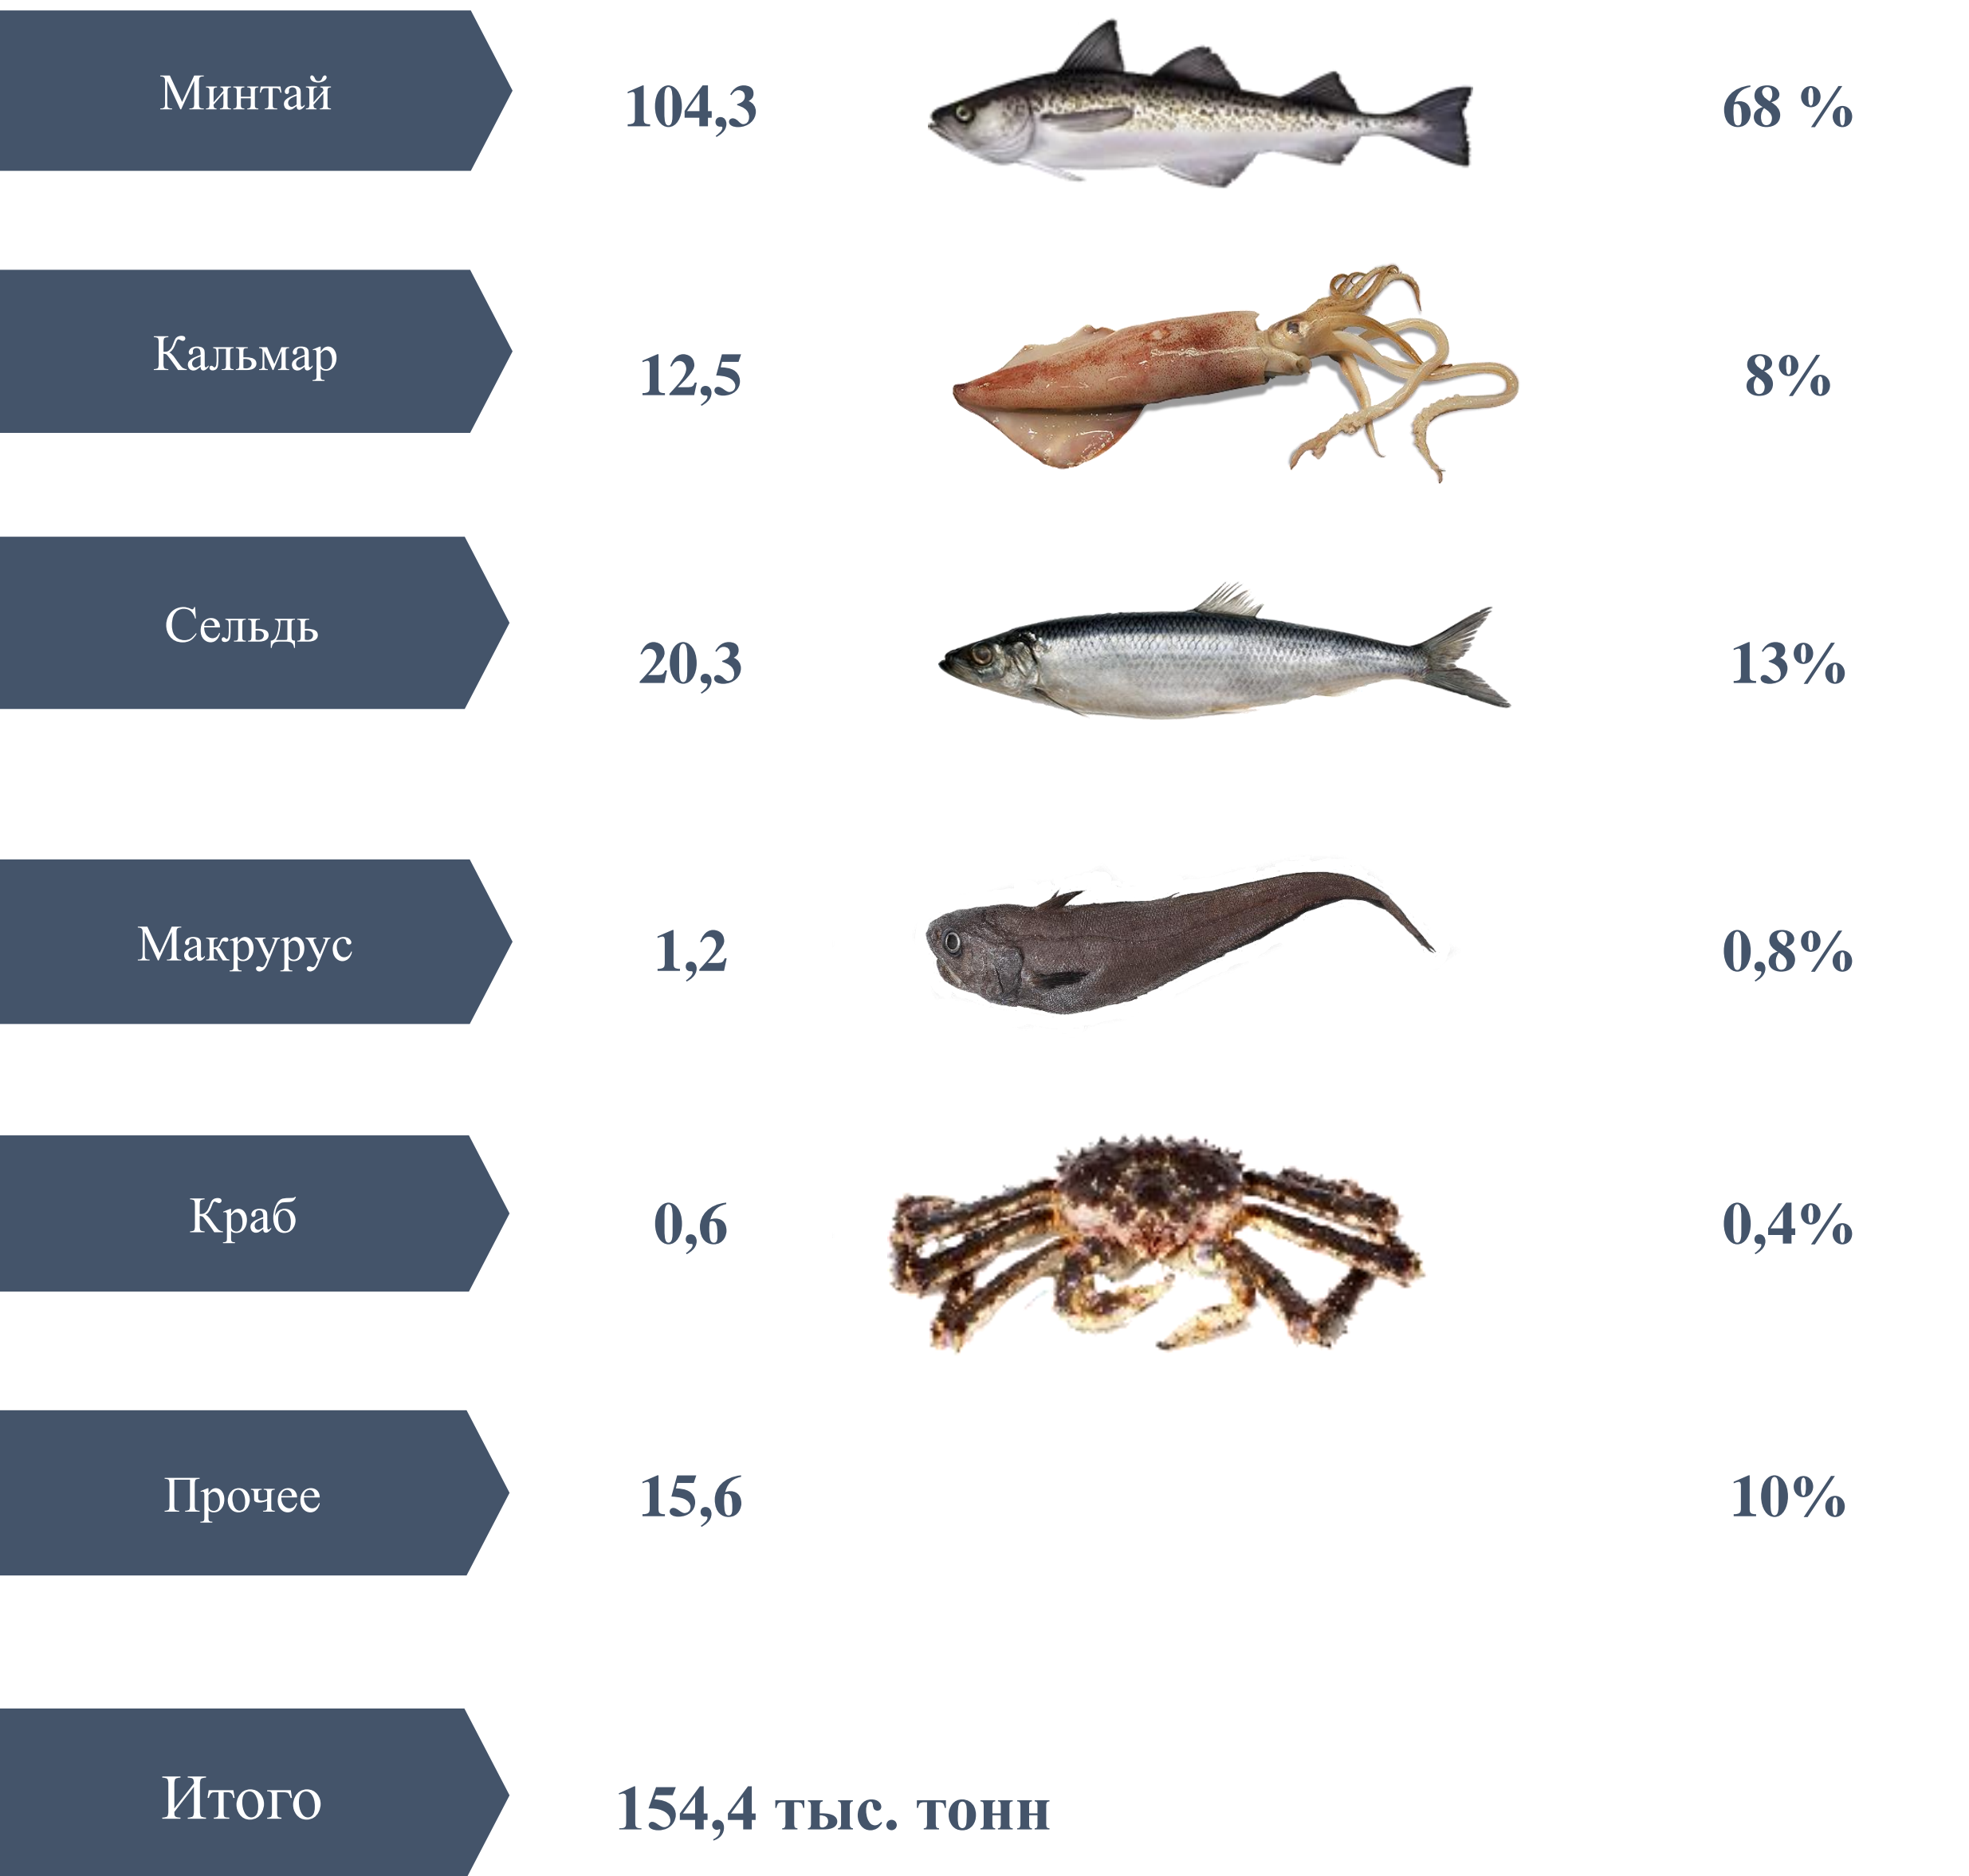 Минтай 104,3 68 %
Кальмар 12,5 8%
Сельдь 20,3 13%
Макрурус 1,2 0,8%
Краб 0,6 0,4%
Прочее 15,6 10%
Итого 154,4 тыс. тонн